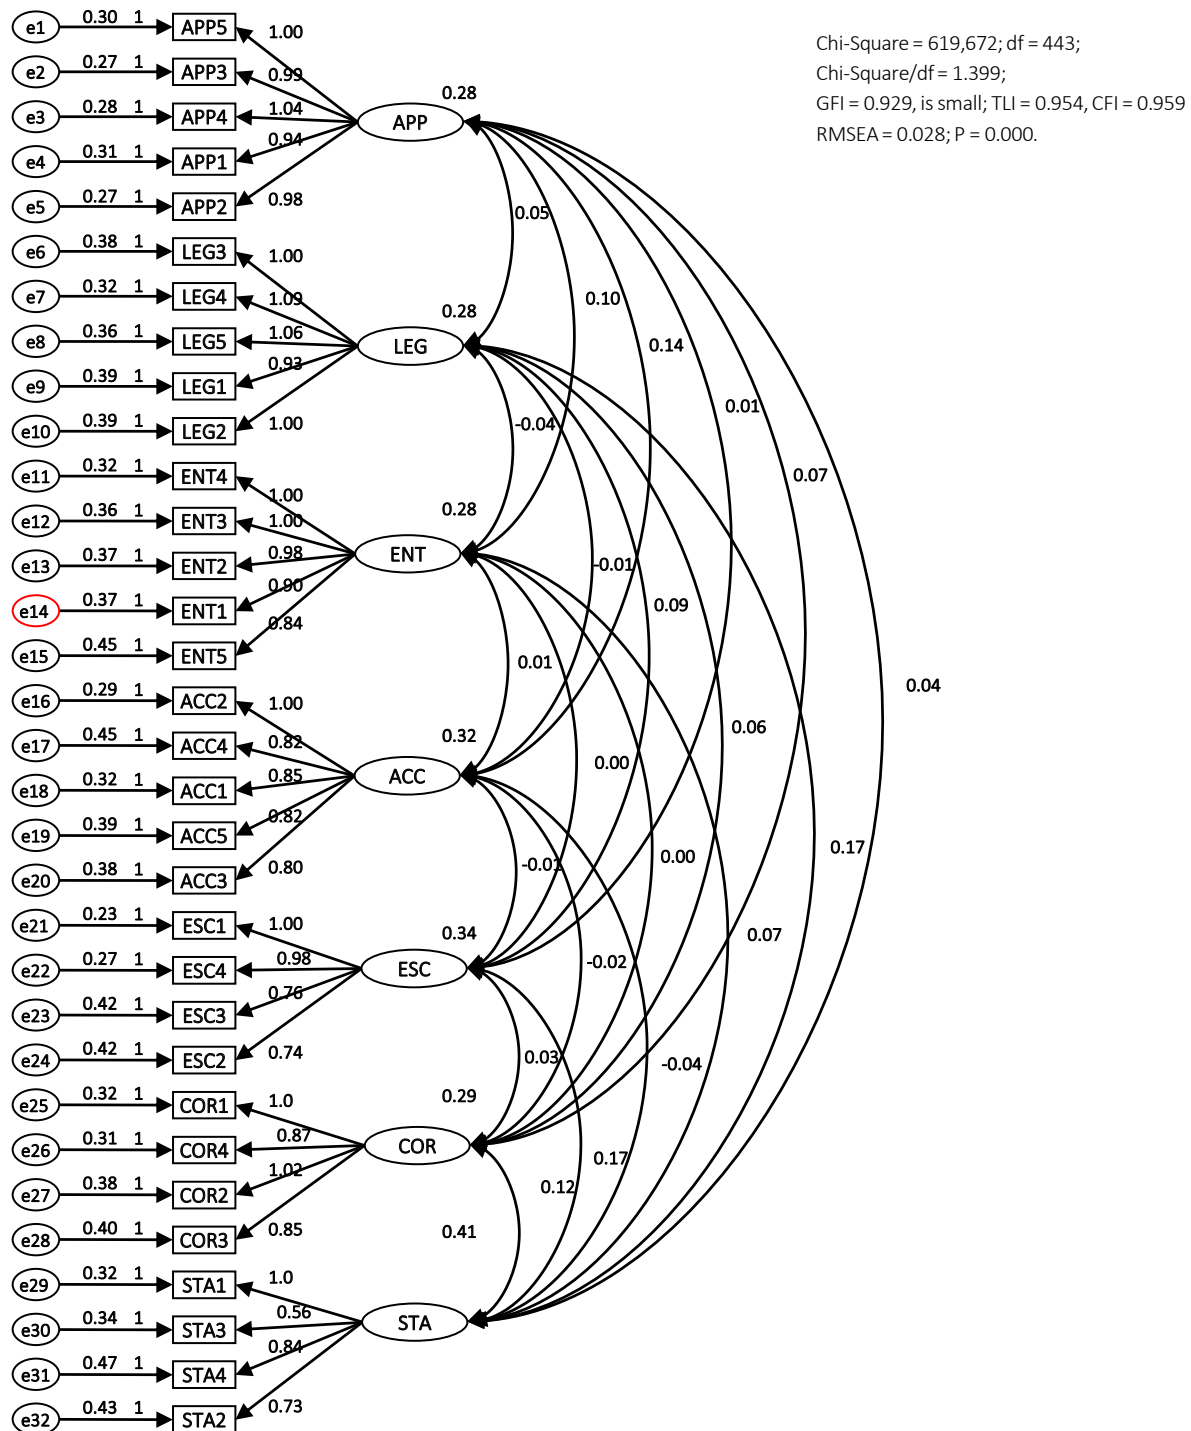 Chi-Square = 619,672; df = 443;
Chi-Square/df = 1.399;
GFI = 0.929, is small; TLI = 0.954, CFI = 0.959
RMSEA = 0.028; P = 0.000.
e1 0.30 1 APP5 1.00
e2 0.27 1 APP3 0.99
e3 0.28 1 APP4 1.04
e4 0.31 1 APP1 0.94
e5 0.27 1 APP2 0.98
0.28
APP
e6 0.38 1 LEG3 1.00
e7 0.32 1 LEG4 1.09
e8 0.36 1 LEG5 1.06
e9 0.39 1 LEG1 0.93
e10 0.39 1 LEG2 1.00
0.28
LEG
e11 0.32 1 ENT4 1.00
e12 0.36 1 ENT3 1.00
e13 0.37 1 ENT2 0.98
e14 0.37 1 ENT1 0.90
e15 0.45 1 ENT5 0.84
0.28
ENT
e16 0.29 1 ACC2 1.00
e17 0.45 1 ACC4 0.82
e18 0.32 1 ACC1 0.85
e19 0.39 1 ACC5 0.82
e20 0.38 1 ACC3 0.80
0.32
ACC
e21 0.23 1 ESC1 1.00
e22 0.27 1 ESC4 0.98
e23 0.42 1 ESC3 0.76
e24 0.42 1 ESC2 0.74
0.34
ESC
e25 0.32 1 COR1 1.0
e26 0.31 1 COR4 0.87
e27 0.38 1 COR2 1.02
e28 0.40 1 COR3 0.85
0.29
COR
e29 0.32 1 STA1 1.0
e30 0.34 1 STA3 0.56
e31 0.47 1 STA4 0.84
e32 0.43 1 STA2 0.73
0.41
STA
0.05
0.10
0.14
0.01
0.07
0.04
-0.04
-0.01
0.09
0.06
0.17
0.01
0.00
0.00
0.07
-0.01
-0.02
-0.04
0.03
0.17
0.12